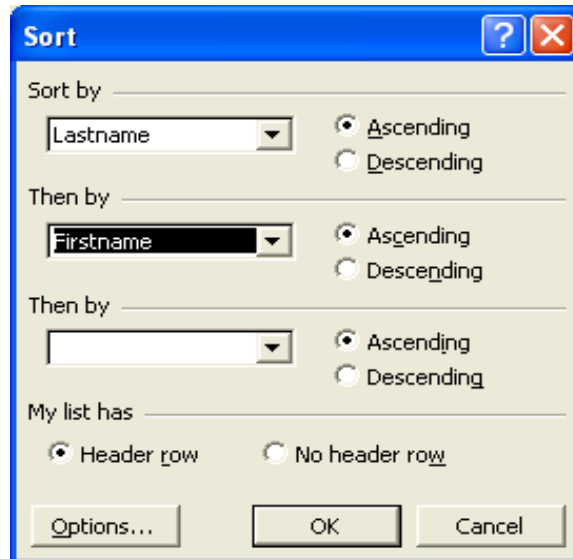 Sort
Sort by
Lastname
Ascending
Descending
Then by
Firstname
Ascending
Descending
Then by
Ascending
Descending
My list has
Header row
No header row
Options...
OK
Cancel